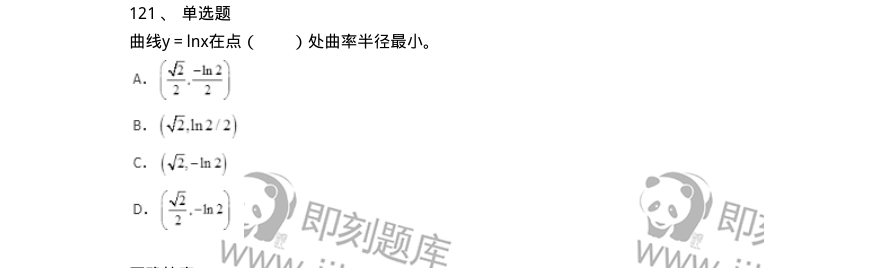 121 、 单选题
曲线y = lnx在点（　　）处曲率半径最小。
A. (√2/2, −ln 2/2)
B. (√2, ln 2 / 2)
C. (√2, −ln 2)
D. (√2/2, −ln 2)
即刻题库
即
WWW
WWW